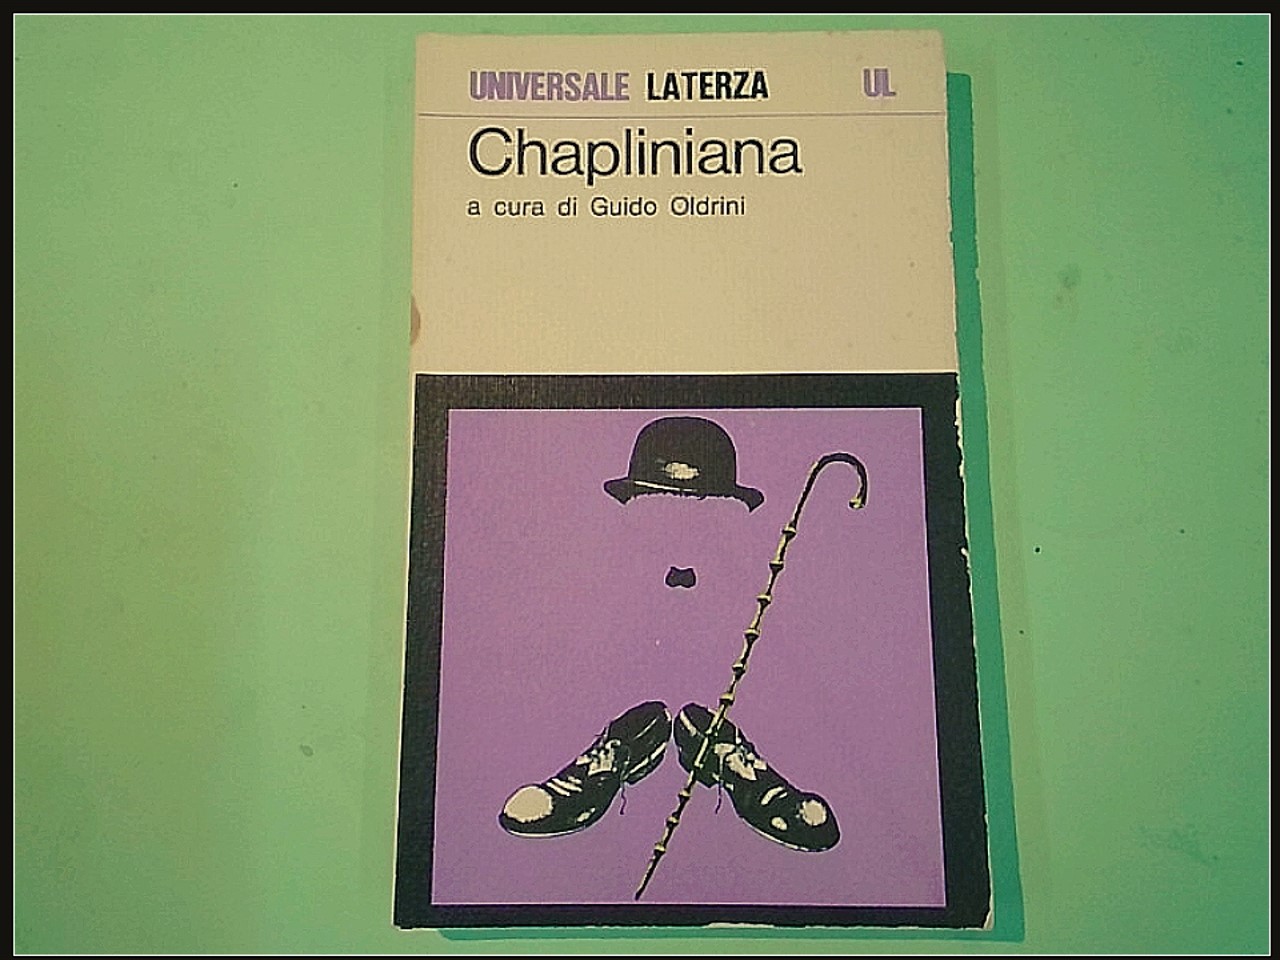 UNIVERSALE LATERZA UL
Chapliniana
a cura di Guido Oldrini